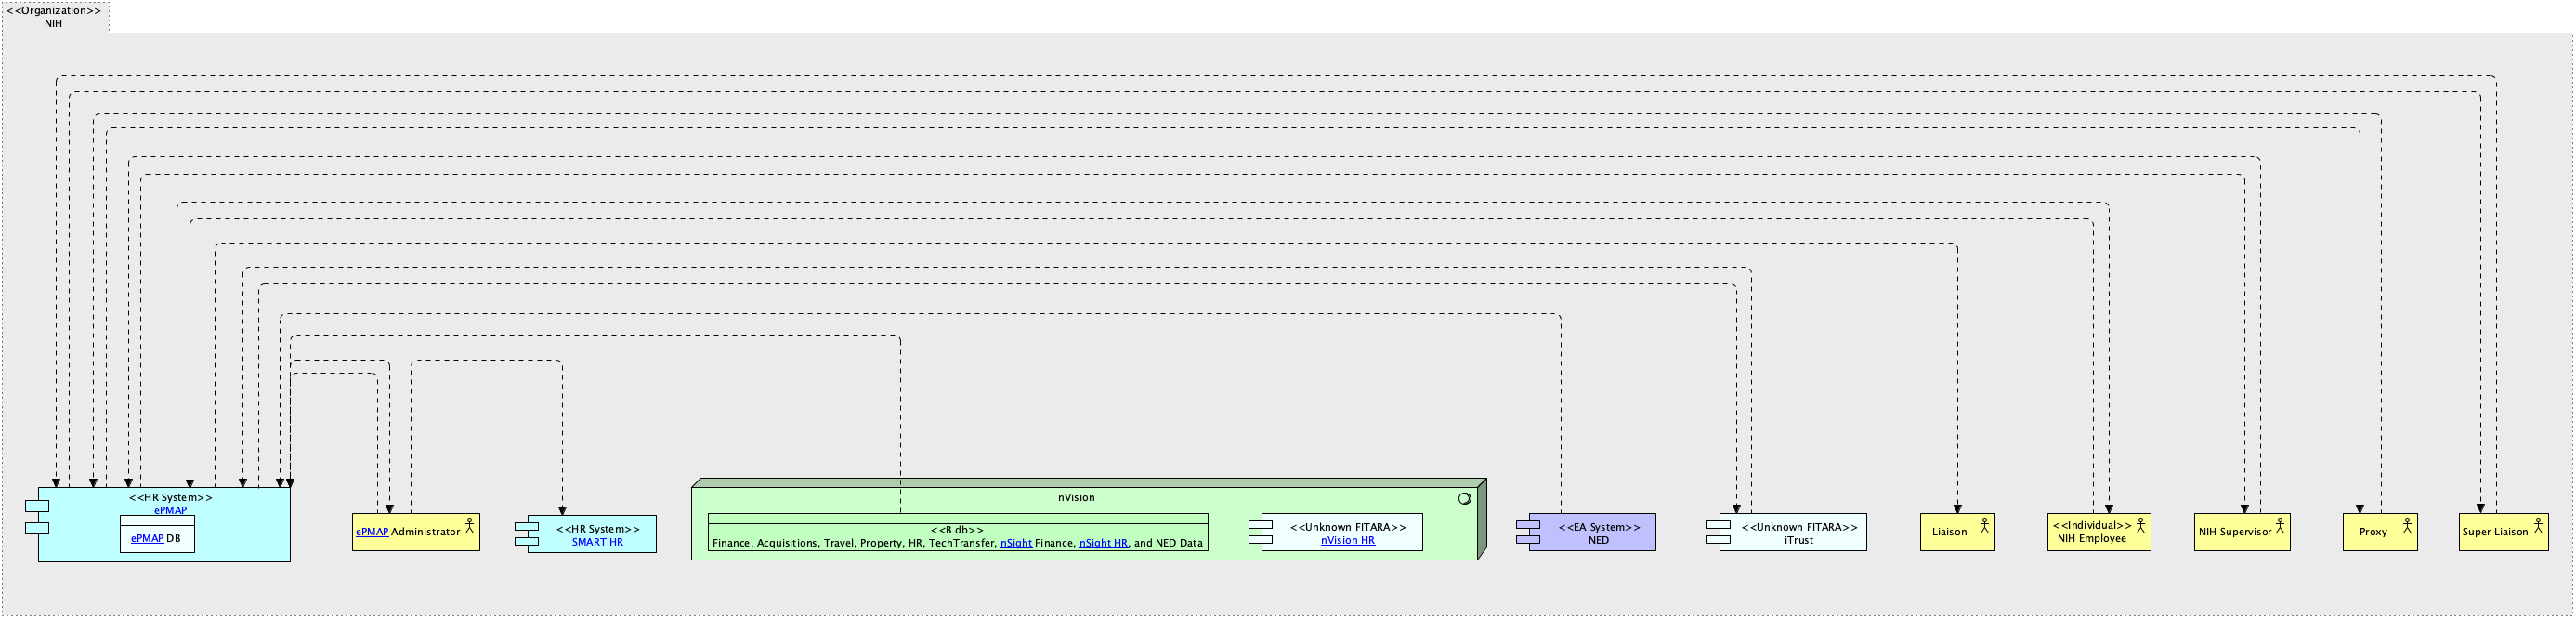 <<Organization>>
NIH
<<HR System>>
ePMAP
ePMAP DB
ePMAP Administrator
<<HR System>>
SMART HR
nVision
<<B db>>
Finance, Acquisitions, Travel, Property, HR, TechTransfer, nSight Finance, nSight HR, and NED Data
<<Unknown FITARA>>
nVision HR
<<EA System>>
NED
<<Unknown FITARA>>
iTrust
Liaison
<<Individual>>
NIH Employee
NIH Supervisor
Proxy
Super Liaison